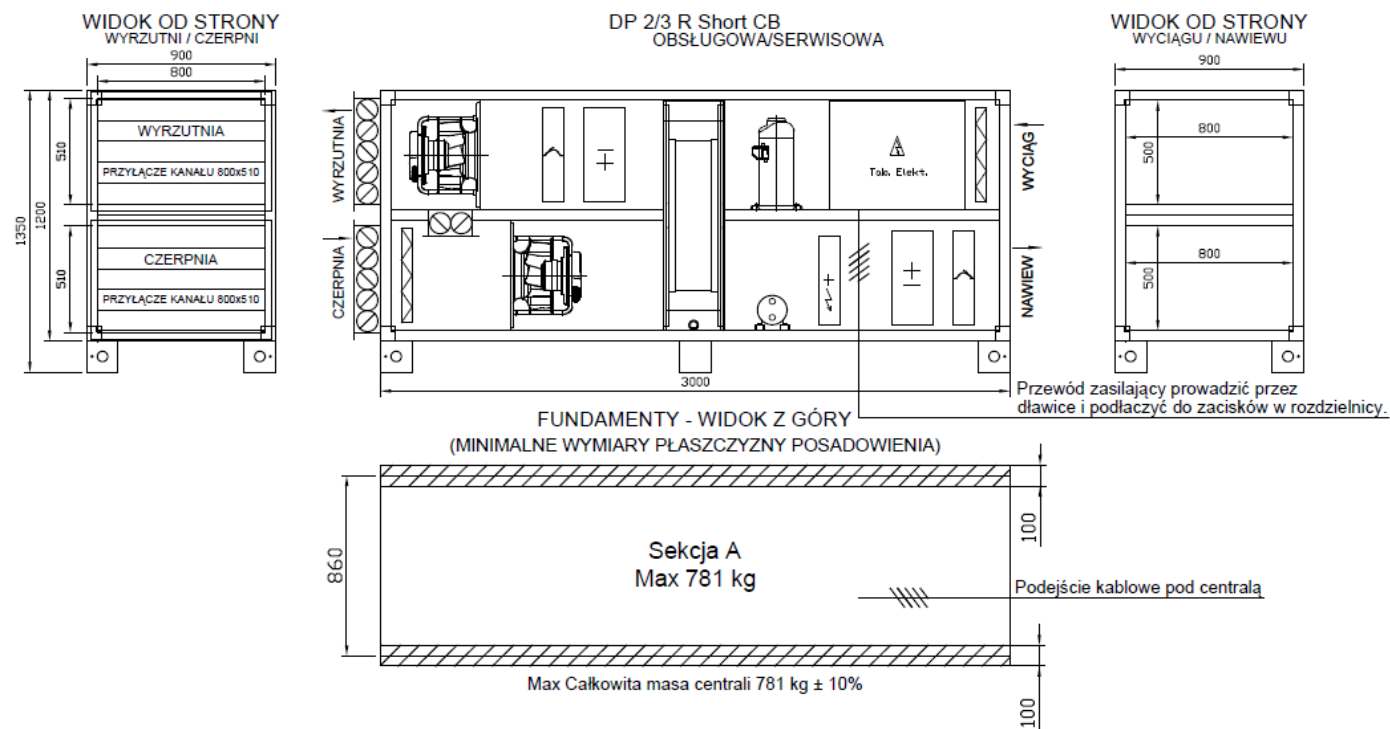 WIDOK OD STRONY
WYRZUTNI / CZERPNI
900
800
WYRZUTNIA
PRZYŁĄCZE KANAŁU 800x510
510
CZERPNIA
PRZYŁĄCZE KANAŁU 800x510
510
1200
1350
DP 2/3 R Short CB
OBSŁUGOWA/SERWISOWA
WYRZUTNIA
CZERPNIA
Tab. Elekt.
WYCIĄG
NAWIEW
3000
WIDOK OD STRONY
WYCIĄGU / NAWIEWU
900
800
500
800
500
Przewód zasilający prowadzić przez
dławice i podłaczyć do zacisków w rozdzielnicy.
FUNDAMENTY - WIDOK Z GÓRY
(MINIMALNE WYMIARY PŁASZCZYZNY POSADOWIENIA)
860
Sekcja A
Max 781 kg
100
Podejście kablowe pod centralą
100
Max Całkowita masa centrali 781 kg ± 10%